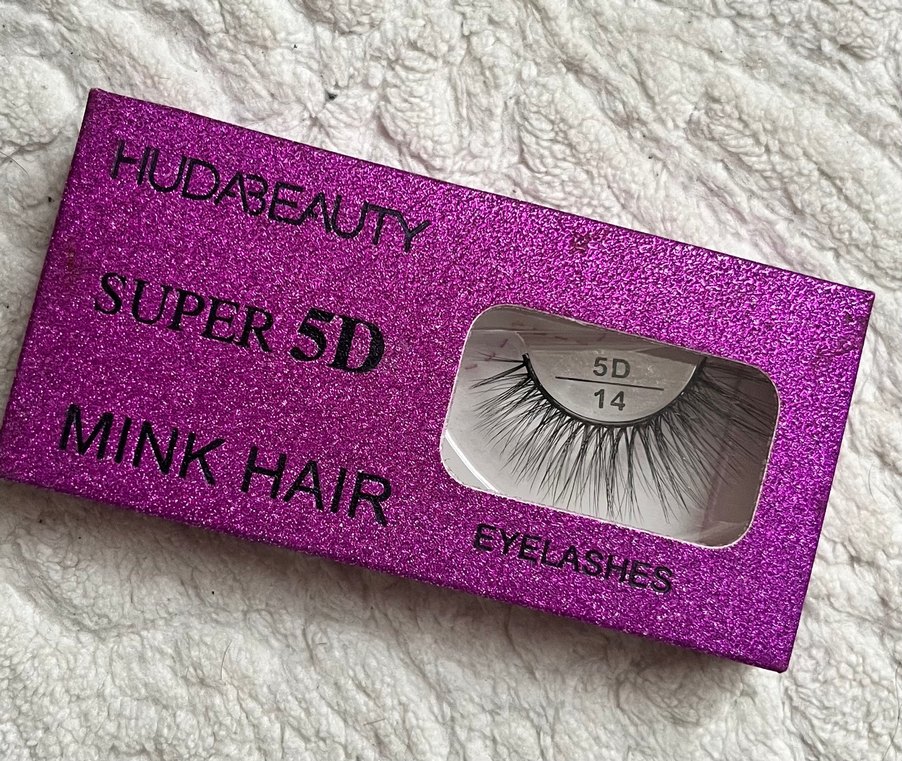 HUDABEAUTY
SUPER 5D
MINK HAIR
5D
14
EYELASHES